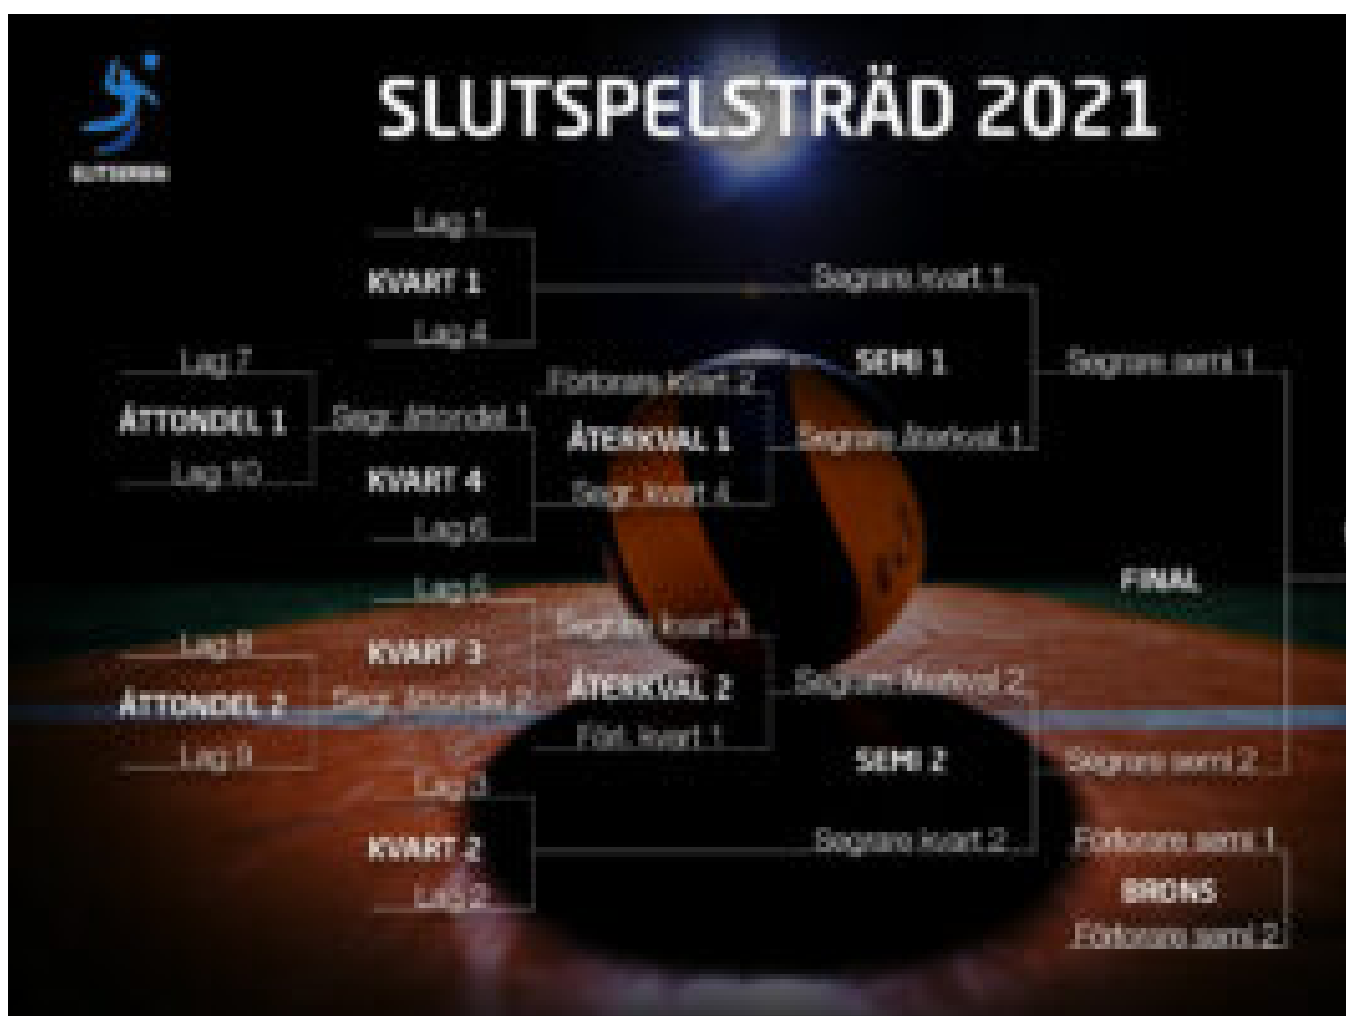 SLUTSPELSTRÄD 2021
ELITSERIEN
Lag 1
KVART 1
Lag 4
Segrare kvart 1
SEMI 1
Segrare återkval 1
Segrare semi 1
Lag 7
ÅTTONDEL 1
Lag 10
Segr. åttondel 1
KVART 4
Lag 6
Förlorare kvart 2
ÅTERKVAL 1
Segr. kvart 4
FINAL
Lag 5
KVART 3
Segr. åttondel 2
ÅTTONDEL 2
Segrare kvart 3
ÅTERKVAL 2
Förl. kvart 1
Segrare återkval 2
SEMI 2
Segrare kvart 2
Segrare semi 2
Lag 3
KVART 2
Lag 2
Förlorare semi 1
BRONS
Förlorare semi 2